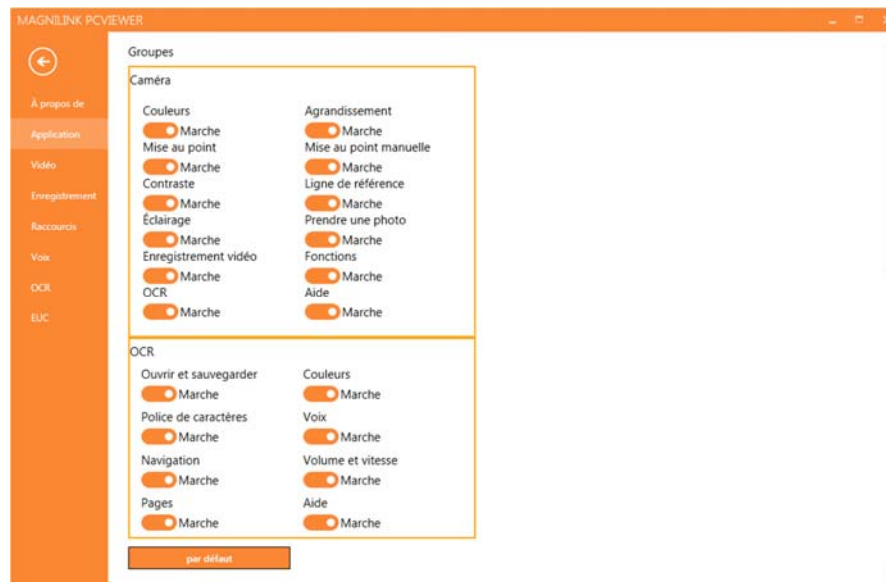 MAGNILINK PCVIEWER
À propos de
Application
Vidéo
Enregistrement
Raccourcis
Voix
OCR
EUC
Groupes
Caméra
Couleurs Agrandissement
Marche Marche
Mise au point Mise au point manuelle
Marche Marche
Contraste Ligne de référence
Marche Marche
Éclairage Prendre une photo
Marche Marche
Enregistrement vidéo Fonctions
Marche Marche
OCR Aide
Marche Marche
OCR
Ouvrir et sauvegarder Couleurs
Marche Marche
Police de caractères Voix
Marche Marche
Navigation Volume et vitesse
Marche Marche
Pages Aide
Marche Marche
par défaut